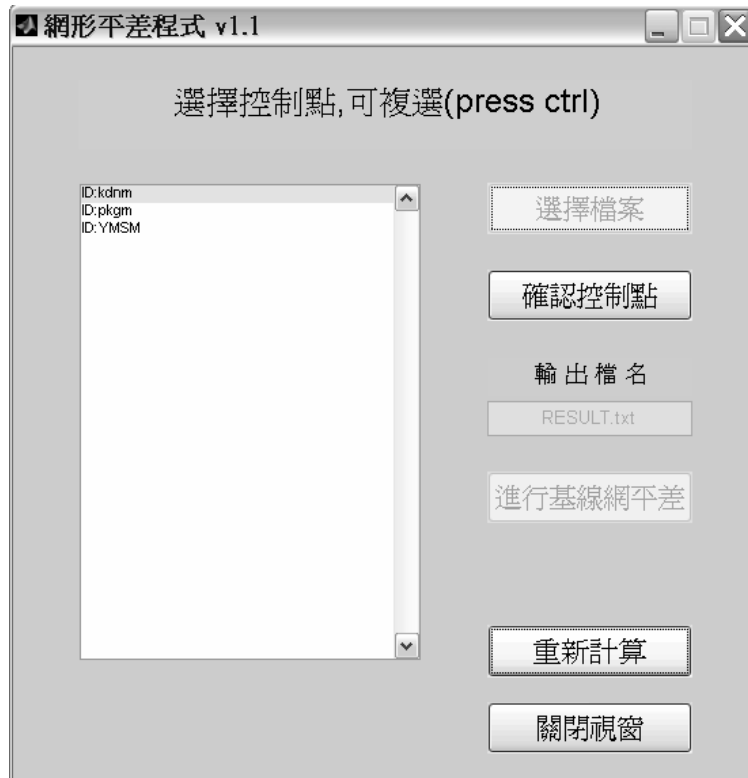 網形平差程式 v1.1
選擇控制點,可複選(press ctrl)
ID:kdnm
ID:pkgm
ID:YMSM
選擇檔案
確認控制點
輸出檔名
RESULT.txt
進行基線網平差
重新計算
關閉視窗